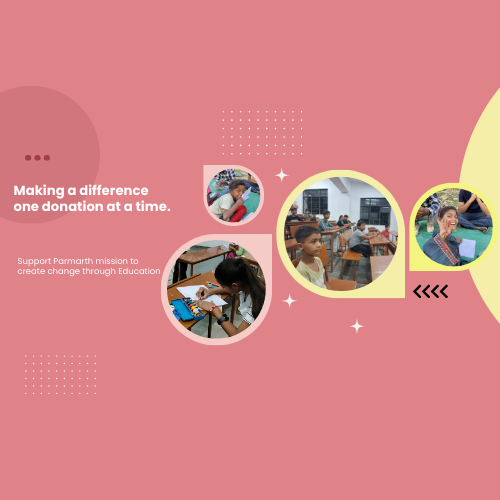 Making a difference
one donation at a time.
Support Parmarth mission to
create change through Education